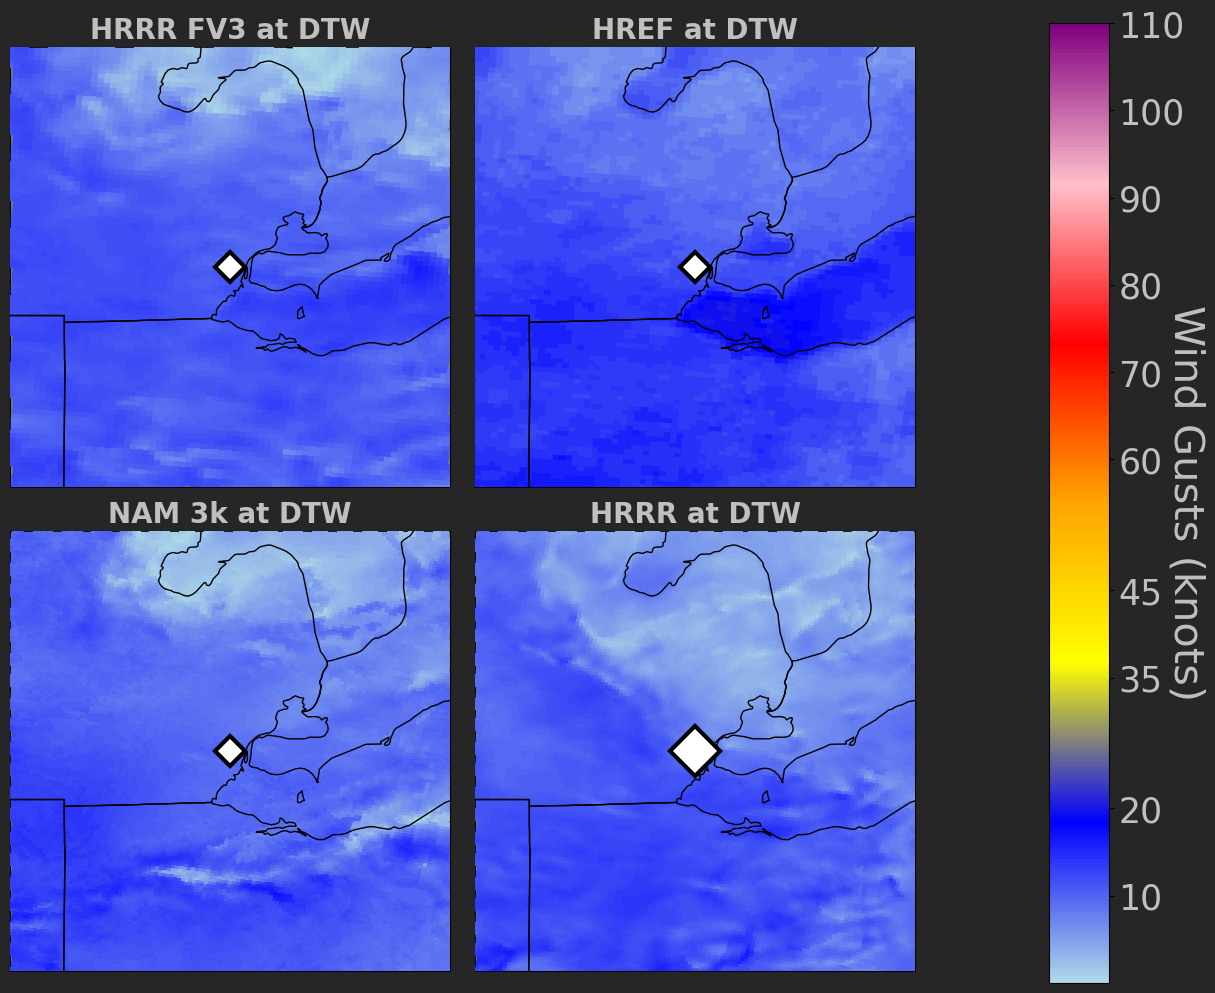 HRRR FV3 at DTW
HREF at DTW
NAM 3k at DTW
HRRR at DTW
110
100
90
80
70
60
45
35
20
10
Wind Gusts (knots)